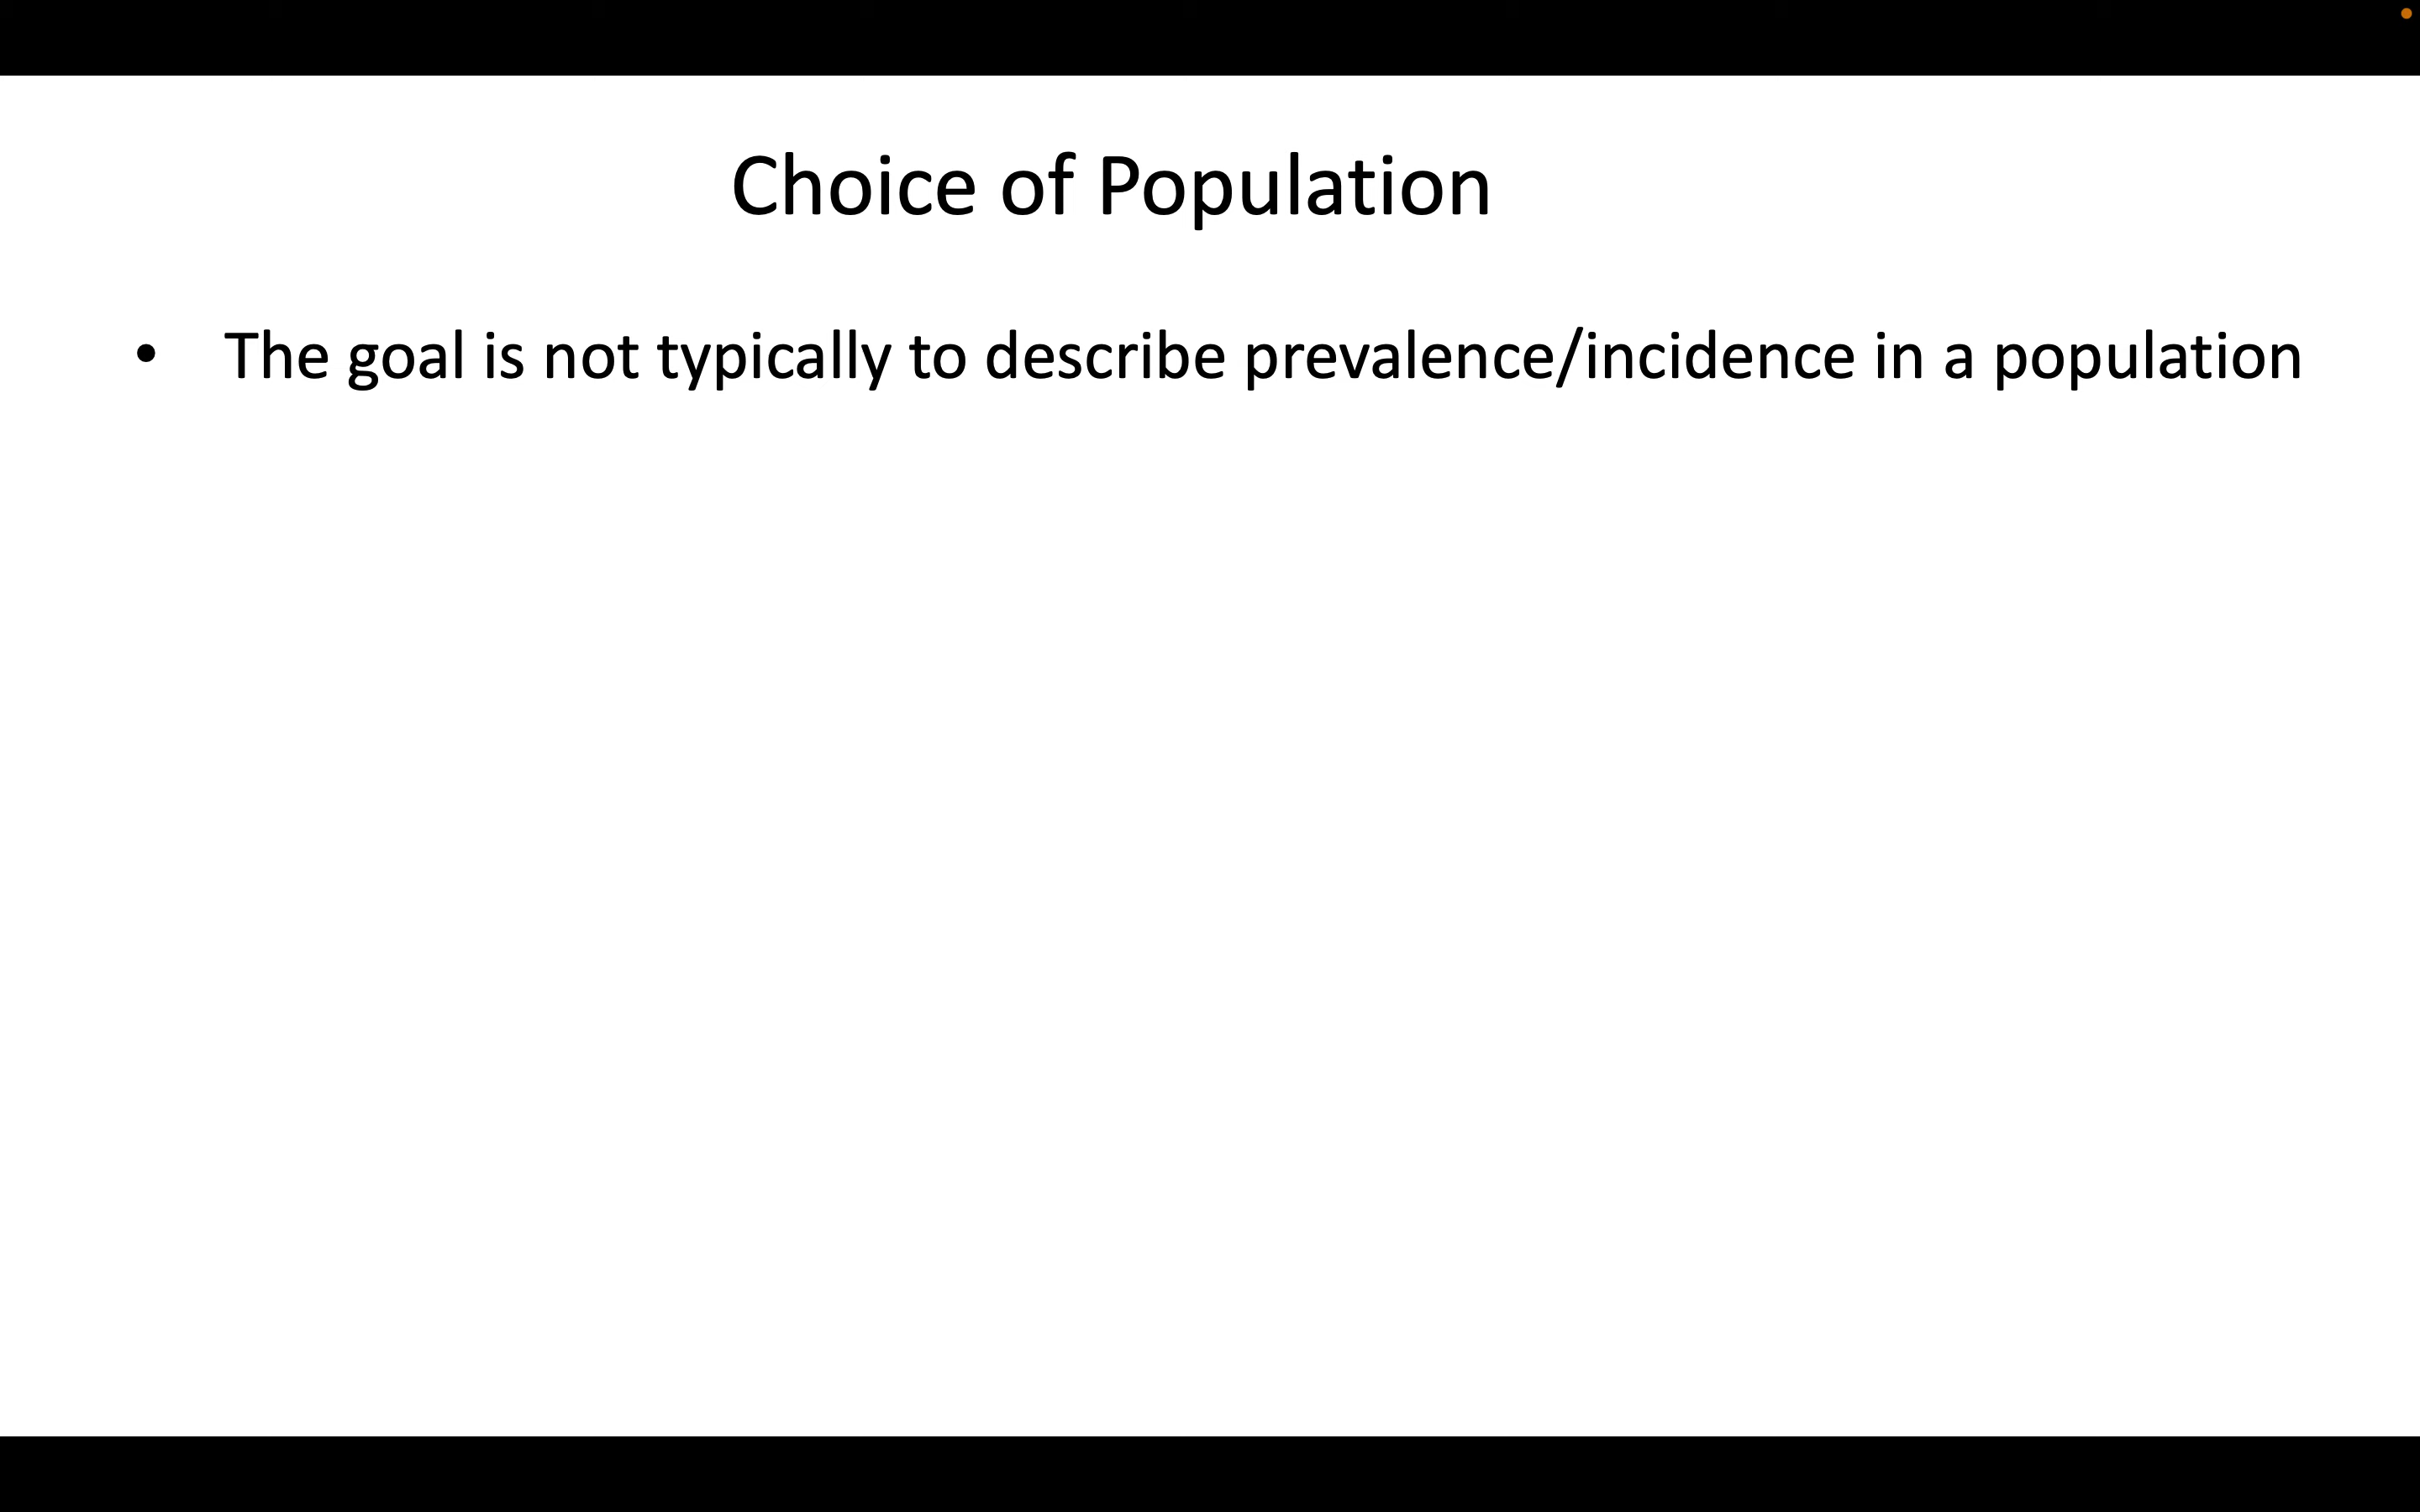 Choice of Population
• The goal is not typically to describe prevalence/incidence in a population